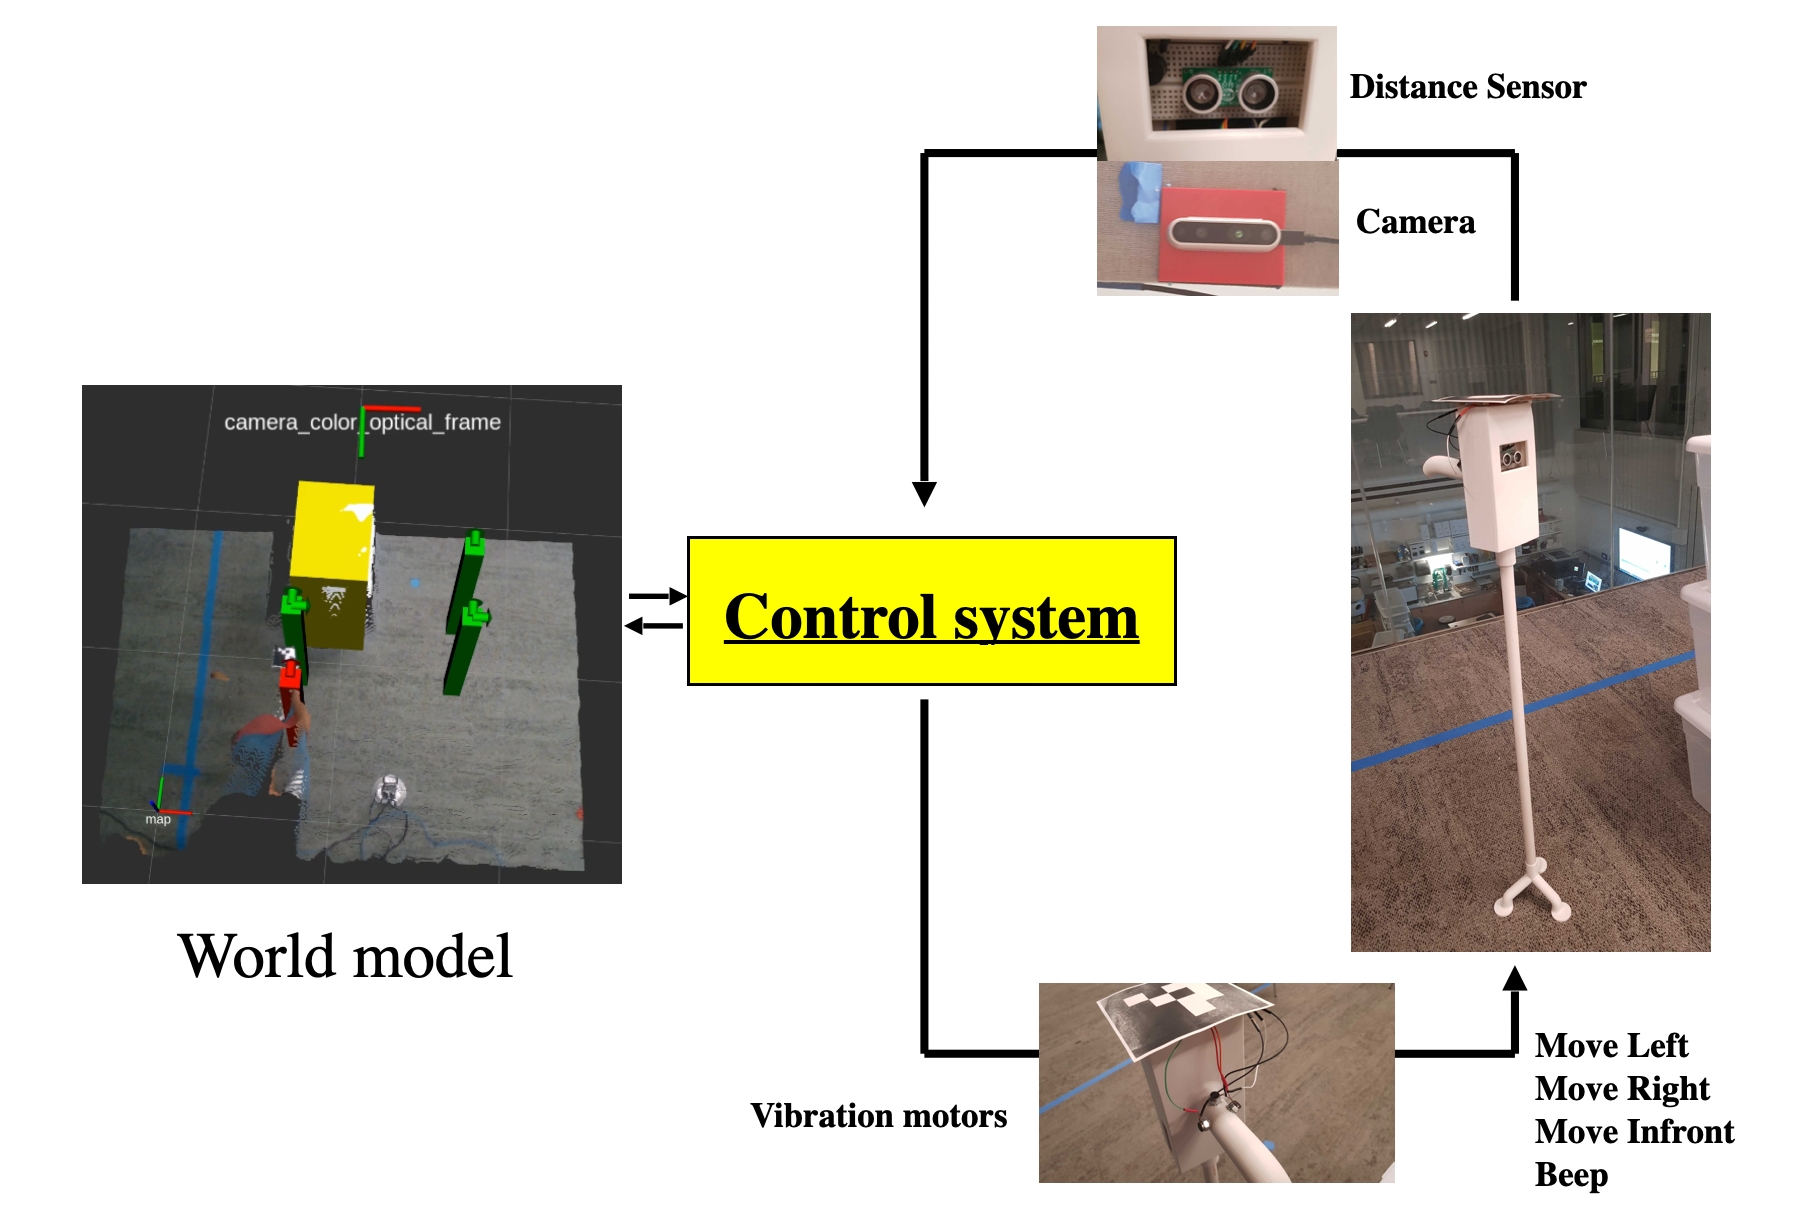 Distance Sensor
Camera
camera_color_optical_frame
Control system
map
World model
Vibration motors
Move Left
Move Right
Move Infront
Beep